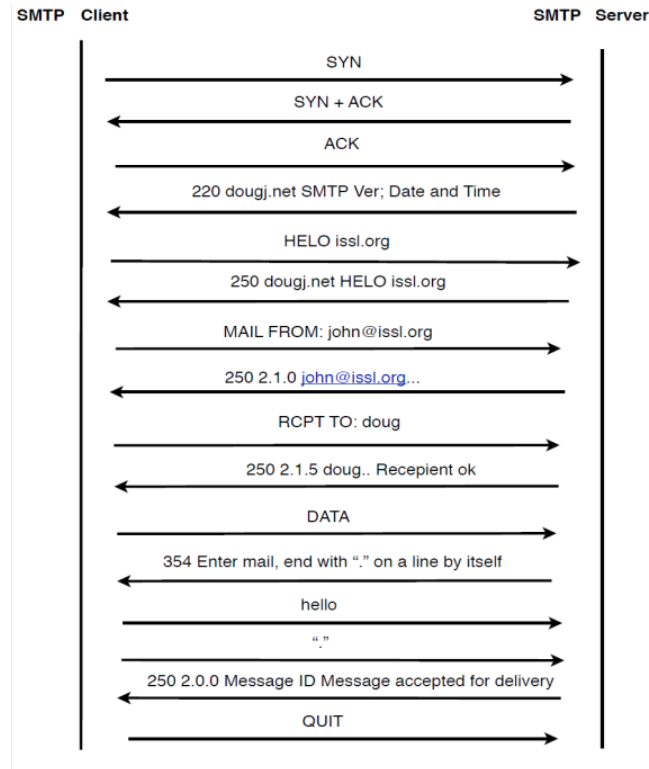 SMTP Client SMTP Server
SYN
SYN + ACK
ACK
220 dougj.net SMTP Ver; Date and Time
HELO issl.org
250 dougj.net HELO issl.org
MAIL FROM: john@issl.org
250 2.1.0 john@issl.org...
RCPT TO: doug
250 2.1.5 doug.. Recepient ok
DATA
354 Enter mail, end with “.” on a line by itself
hello
“.”
250 2.0.0 Message ID Message accepted for delivery
QUIT